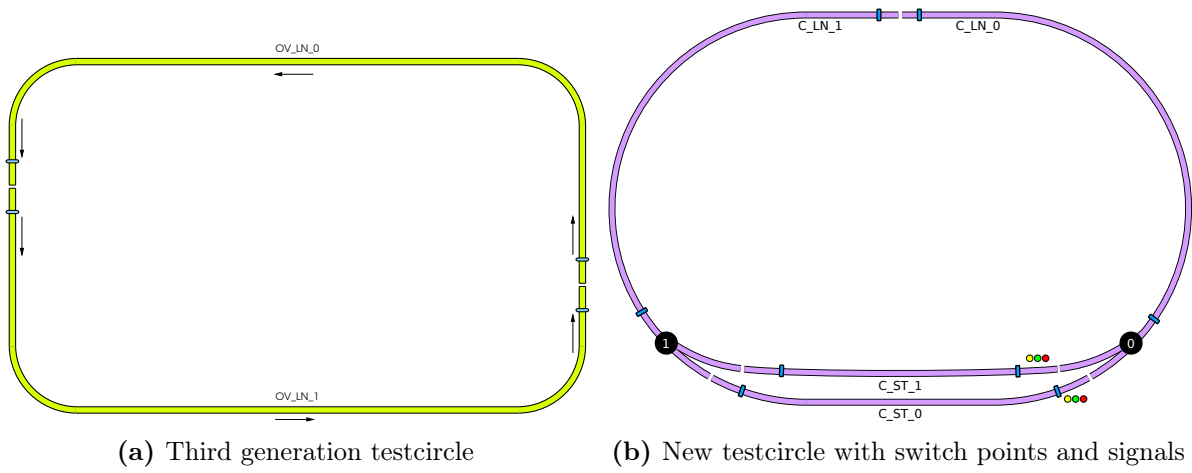 OV_LN_0
OV_LN_1
C_LN_1
C_LN_0
1
0
C_ST_1
C_ST_0
(a) Third generation testcircle
(b) New testcircle with switch points and signals